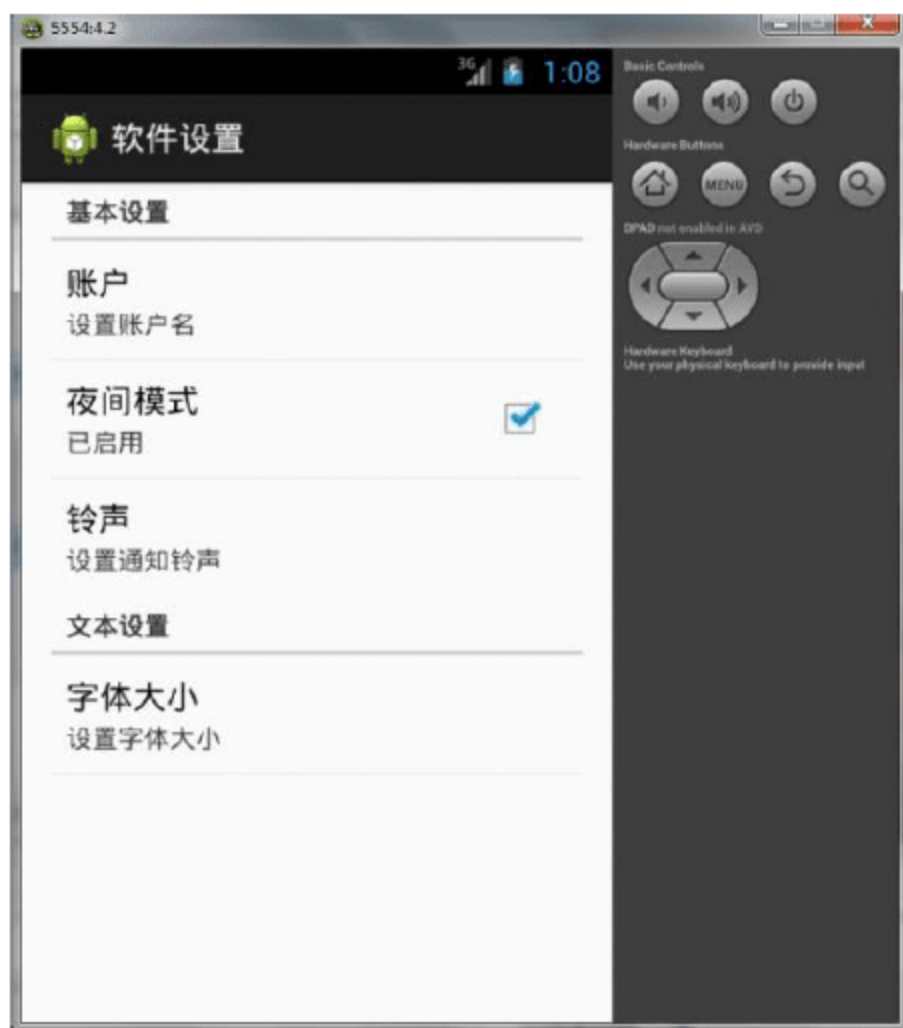 5554:4.2
3G 1:08
软件设置
基本设置
账户
设置账户名
夜间模式
已启用
铃声
设置通知铃声
文本设置
字体大小
设置字体大小
Basic Controls
Hardware Buttons
MENU
DPAD not enabled in AVD
Hardware Keyboard
Use your physical keyboard to provide input